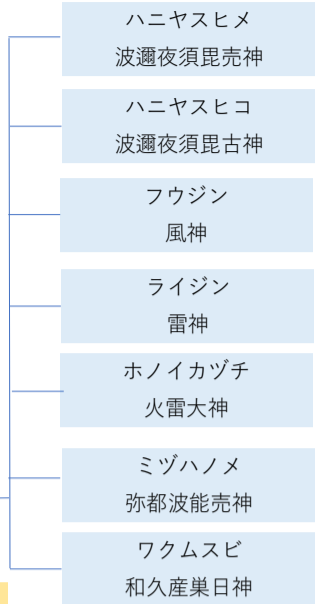 ハニヤスヒメ
波邇夜須毘売神
ハニヤスヒコ
波邇夜須毘古神
フウジン
風神
ライジン
雷神
ホノイカヅチ
火雷大神
ミヅハノメ
弥都波能売神
ワクムスビ
和久産巣日神